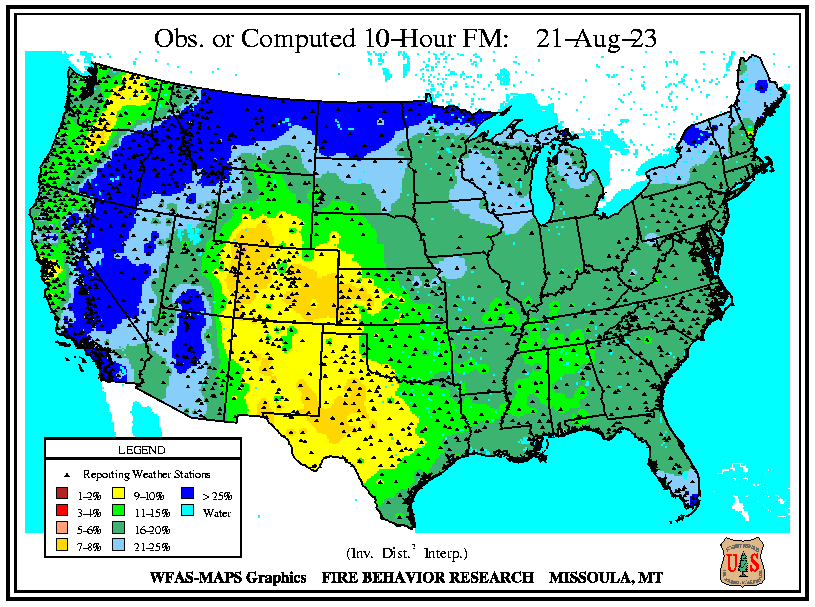 Obs. or Computed 10-Hour FM: 21-Aug-23
LEGEND
Reporting Weather Stations
1-2% 9-10% > 25%
3-4% 11-15% Water
5-6% 16-20%
7-8% 21-25%
(Inv. Dist.² Interp.)
WFAS-MAPS Graphics FIRE BEHAVIOR RESEARCH MISSOULA, MT
U S